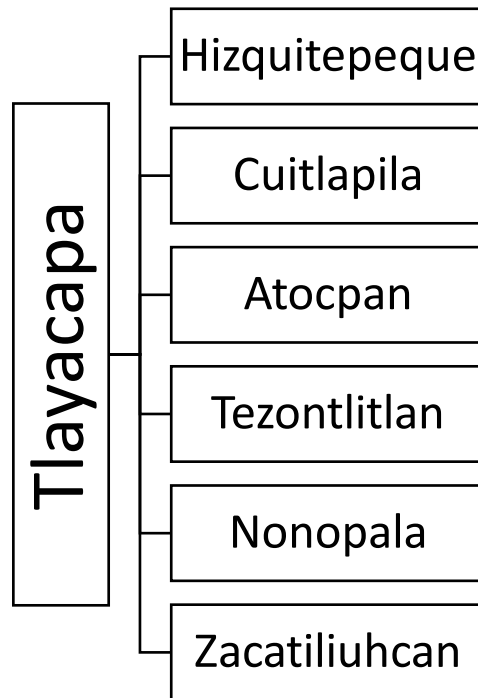 Tlayacapa
Hizquitepeque
Cuitlapila
Atocpan
Tezontlitlan
Nonopala
Zacatiliuhcan